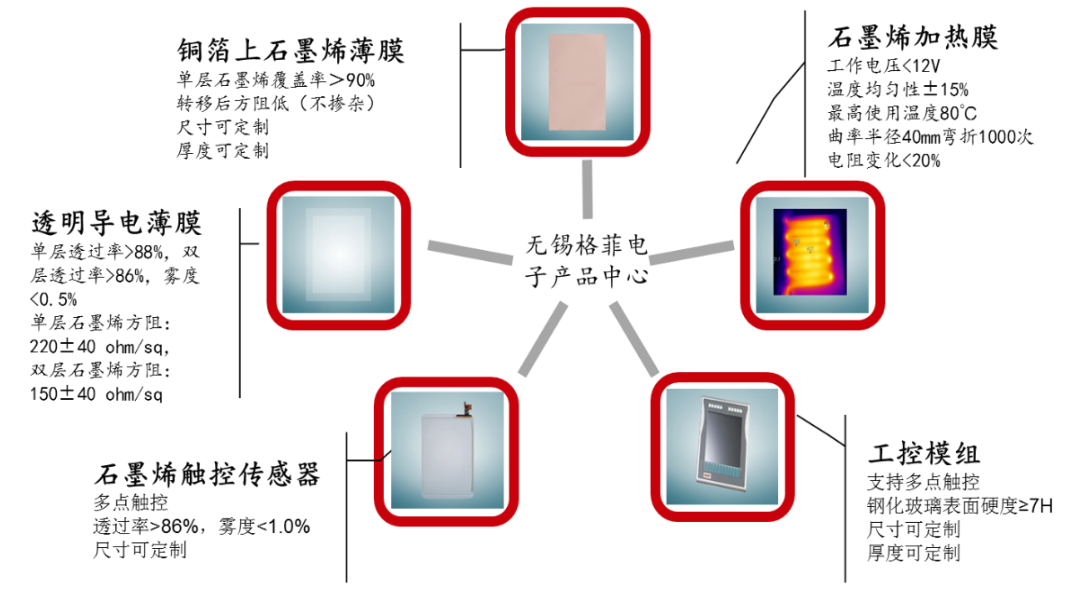 铜箔上石墨烯薄膜
单层石墨烯覆盖率＞90%
转移后方阻低（不掺杂）
尺寸可定制
厚度可定制
石墨烯加热膜
工作电压<12V
温度均匀性±15%
最高使用温度80℃
曲率半径40mm弯折1000次
电阻变化<20%
透明导电薄膜
单层透过率>88%，双
层透过率>86%，雾度
<0.5%
单层石墨烯方阻：
220±40 ohm/sq，
双层石墨烯方阻：
150±40 ohm/sq
无锡格菲电
子产品中心
石墨烯触控传感器
多点触控
透过率>86%，雾度<1.0%
尺寸可定制
工控模组
支持多点触控
钢化玻璃表面硬度≥7H
尺寸可定制
厚度可定制